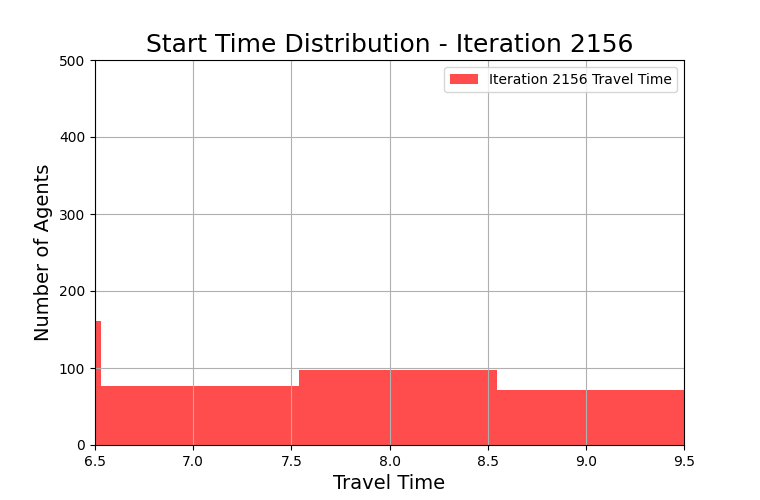 Start Time Distribution - Iteration 2156
Iteration 2156 Travel Time
Number of Agents
500
400
300
200
100
0
6.5 7.0 7.5 8.0 8.5 9.0 9.5
Travel Time